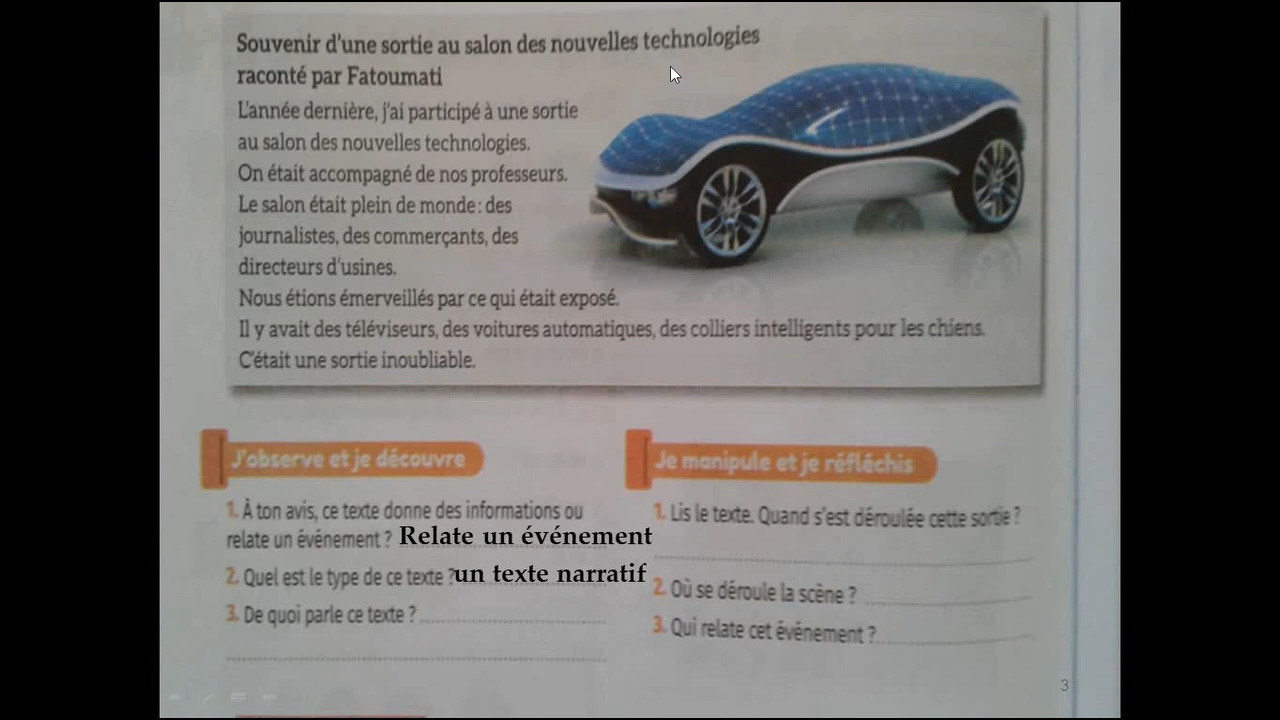 Souvenir d'une sortie au salon des nouvelles technologies
raconté par Fatoumati
L'année dernière, j'ai participé à une sortie
au salon des nouvelles technologies.
On était accompagné de nos professeurs.
Le salon était plein de monde: des
journalistes, des commerçants, des
directeurs d'usines.
Nous étions émerveillés par ce qui était exposé.
Il y avait des téléviseurs, des voitures automatiques, des colliers intelligents pour les chiens.
C'était une sortie inoubliable.
J'observe et je découvre
1. À ton avis, ce texte donne des informations ou
relate un événement ? Relate un événement
2. Quel est le type de ce texte ? un texte narratif
3. De quoi parle ce texte ?
Je manipule et je réfléchis
1. Lis le texte. Quand s'est déroulée cette sortie ?
2. Où se déroule la scène ?
3. Qui relate cet événement ?
3